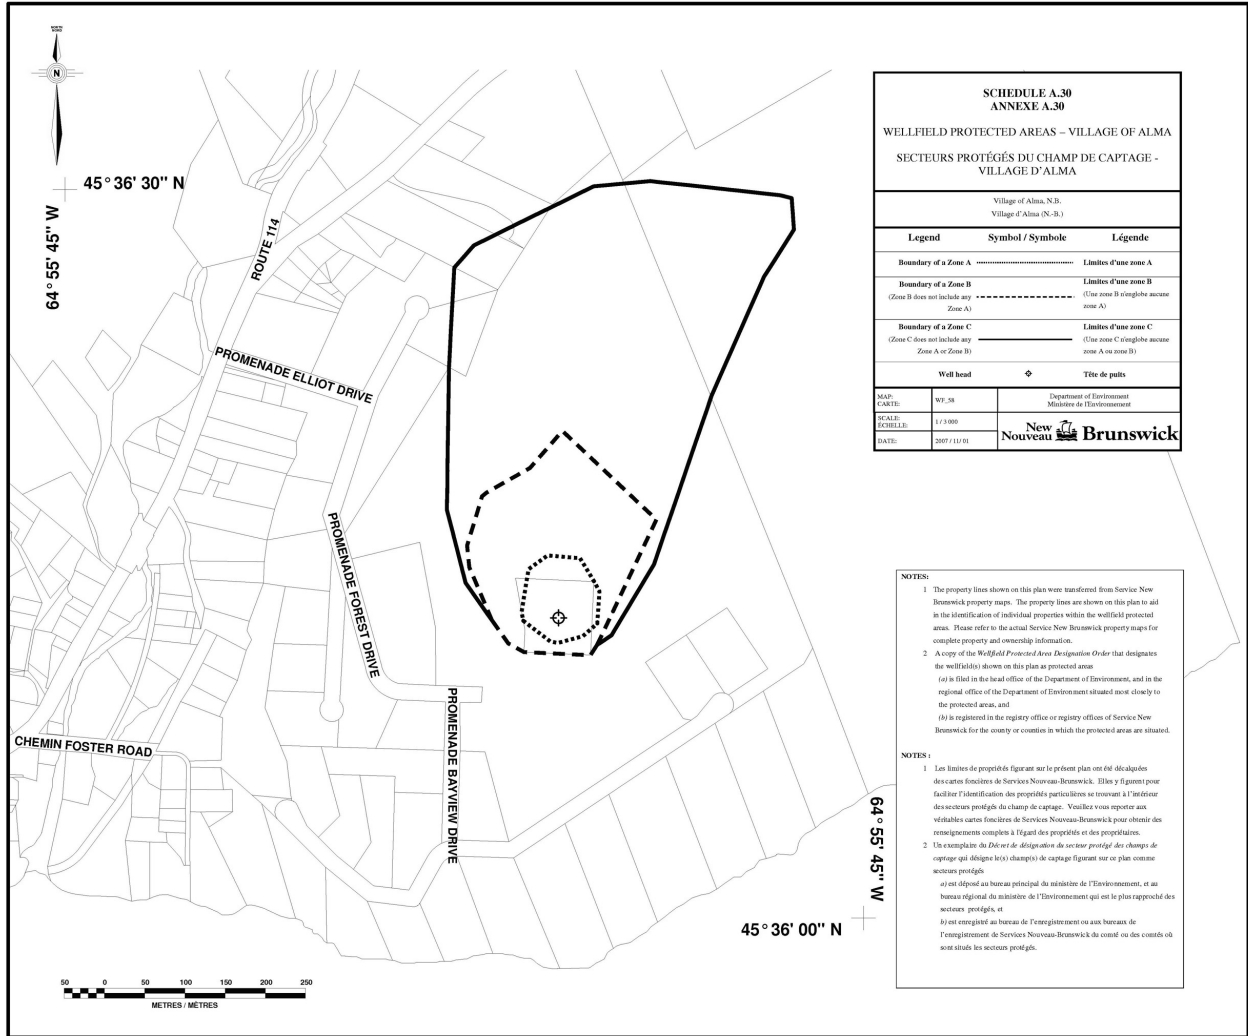 NORTH
NORD
N
45° 36' 30" N
64° 55' 45" W
ROUTE 114
PROMENADE ELLIOT DRIVE
PROMENADE FOREST DRIVE
PROMENADE BAYVIEW DRIVE
CHEMIN FOSTER ROAD
64° 55' 45" W
45° 36' 00" N
50 0 50 100 150 200 250
METRES / MÈTRES
SCHEDULE A.30
ANNEXE A.30
WELLFIELD PROTECTED AREAS – VILLAGE OF ALMA
SECTEURS PROTÉGÉS DU CHAMP DE CAPTAGE -
VILLAGE D'ALMA
Village of Alma, N.B.
Village d'Alma (N.-B.)
Legend Symbol / Symbole Légende
Boundary of a Zone A Limites d'une zone A
Boundary of a Zone B Limites d'une zone B
(Zone B does not include any (Une zone B n'englobe aucune
Zone A) zone A)
Boundary of a Zone C Limites d'une zone C
(Zone C does not include any (Une zone C n'englobe aucune
Zone A or Zone B) zone A ou zone B)
Well head Tête de puits
MAP: WF_58 Department of Environment
CARTE: Ministère de l'Environnement
SCALE: 1 / 3 000
ÉCHELLE:
DATE: 2007 / 11/ 01
New
Nouveau Brunswick
NOTES:
1 The property lines shown on this plan were transferred from Service New
Brunswick property maps. The property lines are shown on this plan to aid
in the identification of individual properties within the wellfield protected
areas. Please refer to the actual Service New Brunswick property maps for
complete property and ownership information.
2 A copy of the Wellfield Protected Area Designation Order that designates
the wellfield(s) shown on this plan as protected areas
(a) is filed in the head office of the Department of Environment, and in the
regional office of the Department of Environment situated most closely to
the protected areas, and
(b) is registered in the registry office or registry offices of Service New
Brunswick for the county or counties in which the protected areas are situated.
NOTES :
1 Les limites de propriétés figurant sur le présent plan ont été décalquées
des cartes foncières de Services Nouveau-Brunswick. Elles y figurent pour
faciliter l'identification des propriétés particulières se trouvant à l'intérieur
des secteurs protégés du champ de captage. Veuillez vous reporter aux
véritables cartes foncières de Services Nouveau-Brunswick pour obtenir des
renseignements complets à l'égard des propriétés et des propriétaires.
2 Un exemplaire du Décret de désignation du secteur protégé des champs de
captage qui désigne le(s) champ(s) de captage figurant sur ce plan comme
secteurs protégés
a) est déposé au bureau principal du ministère de l'Environnement, et au
bureau régional du ministère de l'Environnement qui est le plus rapproché des
secteurs protégés, et
b) est enregistré au bureau de l'enregistrement ou aux bureaux de
l'enregistrement de Services Nouveau-Brunswick du comté ou des comtés où
sont situés les secteurs protégés.